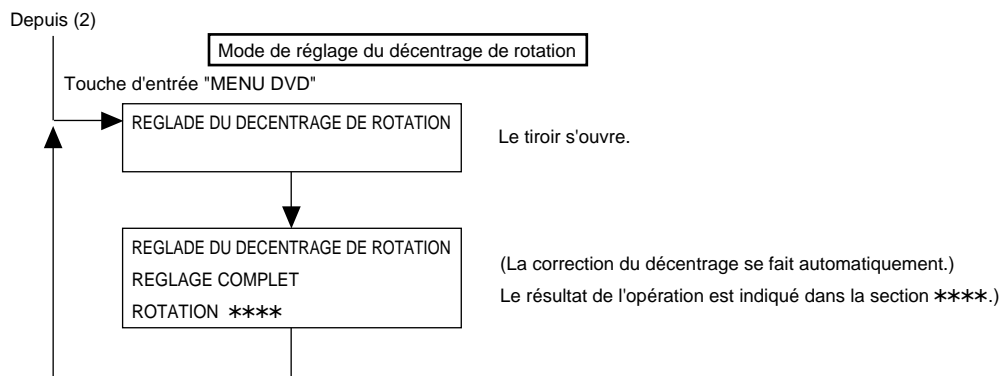 Depuis (2)
Mode de réglage du décentrage de rotation
Touche d'entrée "MENU DVD"
REGLADE DU DECENTRAGE DE ROTATION
Le tiroir s'ouvre.
REGLADE DU DECENTRAGE DE ROTATION
REGLAGE COMPLET
ROTATION ****
(La correction du décentrage se fait automatiquement.)
Le résultat de l'opération est indiqué dans la section ****.)